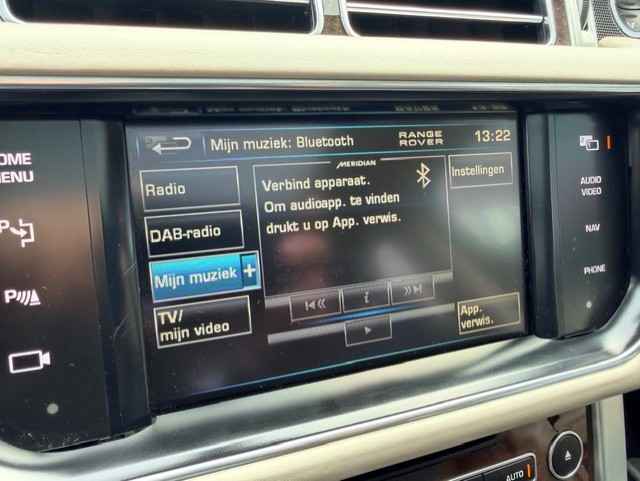 Mijn muziek: Bluetooth
RANGE
ROVER
13:22
OME
MENU
P
P
Radio
DAB-radio
Mijn muziek +
TV/
mijn video
MERIDIAN
Verbind apparaat.
Om audioapp. te vinden
drukt u op App. verwis.
Instellingen
i
App.
verwis.
AUDIO
VIDEO
NAV
PHONE
AUTO